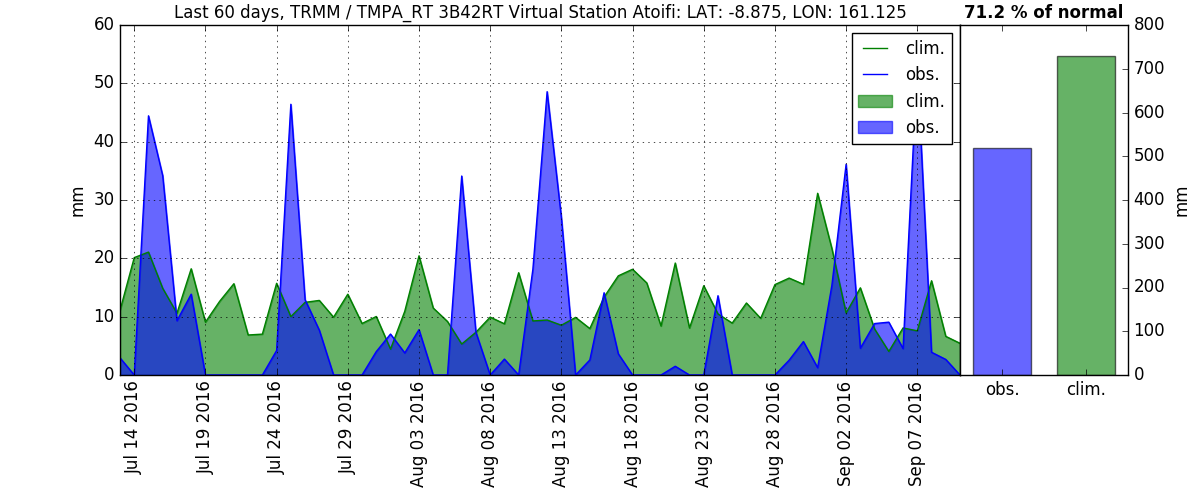 Last 60 days, TRMM / TMPA_RT 3B42RT Virtual Station Atoifi: LAT: -8.875, LON: 161.125
71.2 % of normal
60
50
40
30
20
10
0
mm
clim.
obs.
clim.
obs.
800
700
600
500
400
300
200
100
0
mm
obs.
clim.
Jul 14 2016
Jul 19 2016
Jul 24 2016
Jul 29 2016
Aug 03 2016
Aug 08 2016
Aug 13 2016
Aug 18 2016
Aug 23 2016
Aug 28 2016
Sep 02 2016
Sep 07 2016